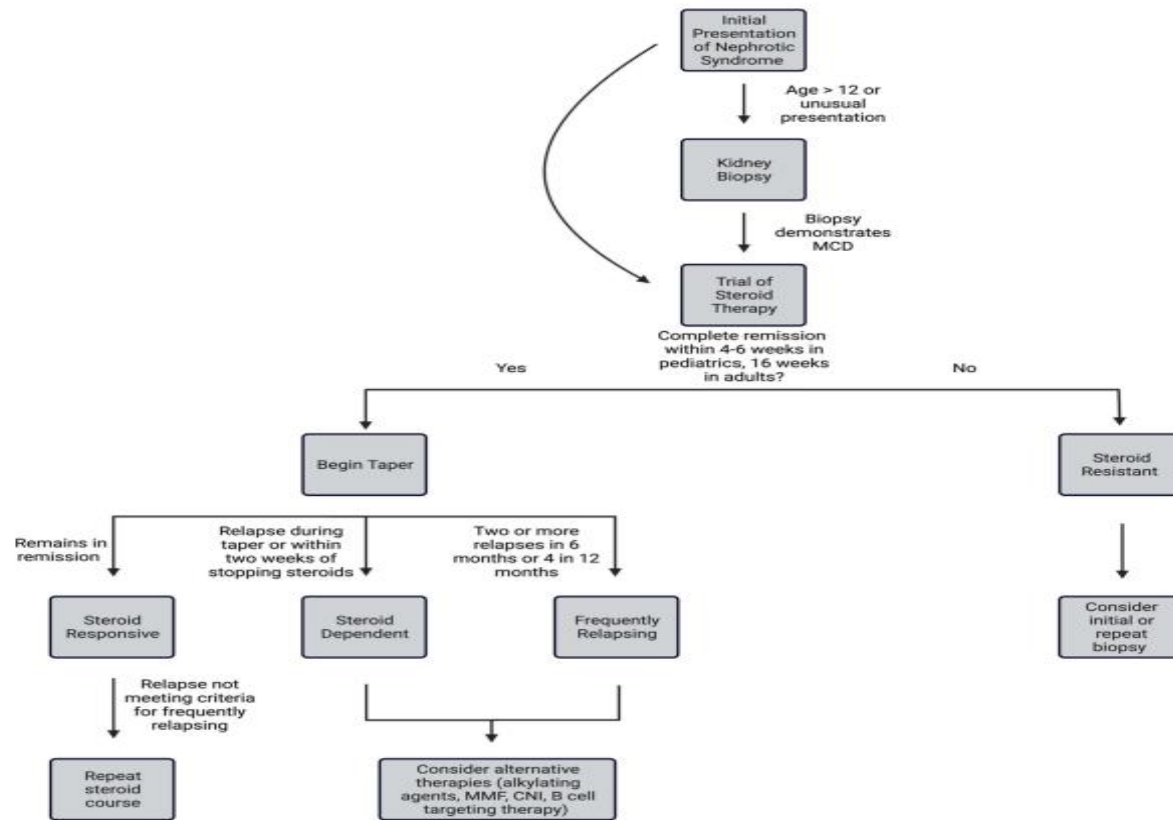 Initial
Presentation
of Nephrotic
Syndrome
Age > 12 or
unusual
presentation
Kidney
Biopsy
Biopsy
demonstrates
MCD
Trial of
Steroid
Therapy
Complete remission
within 4-6 weeks in
pediatrics, 16 weeks
in adults?
Yes
No
Begin Taper
Steroid
Resistant
Remains in
remission
Relapse during
taper or within
two weeks of
stopping steroids
Two or more
relapses in 6
months or 4 in 12
months
Steroid
Responsive
Steroid
Dependent
Frequently
Relapsing
Consider
initial or
repeat
biopsy
Relapse not
meeting criteria
for frequently
relapsing
Repeat
steroid
course
Consider alternative
therapies (alkylating
agents, MMF, CNI, B cell
targeting therapy)